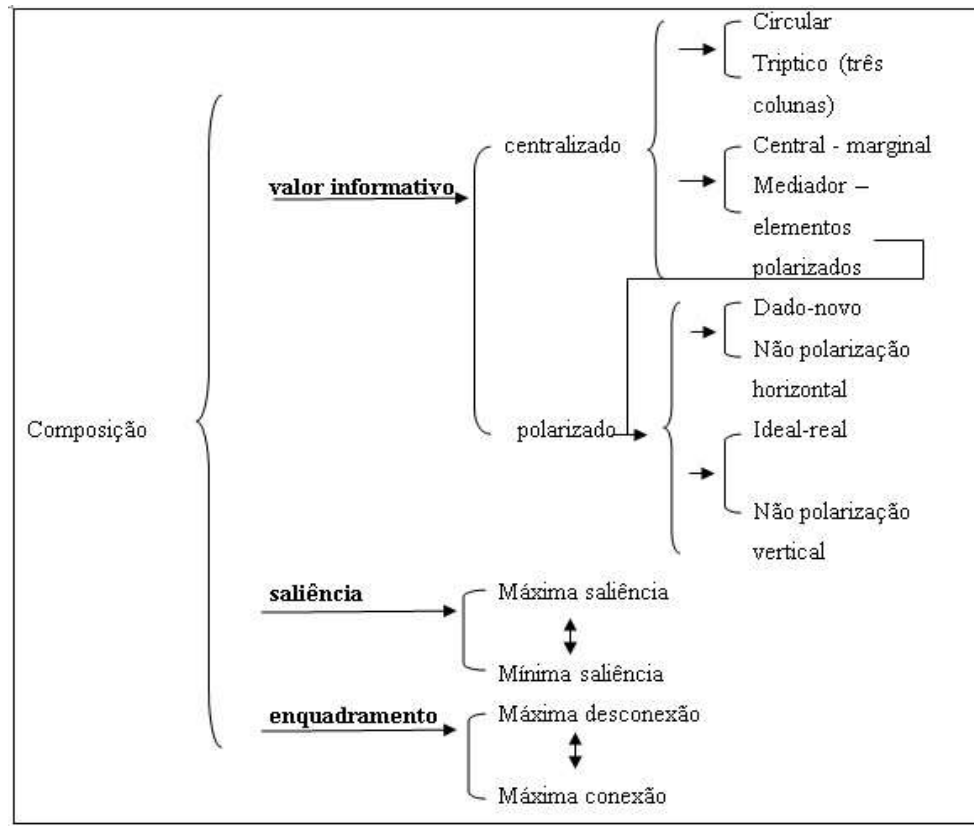 Circular
Triptico (três
colunas)
centralizado
Central - marginal
Mediador –
elementos
polarizados
valor informativo
Dado-novo
Não polarização
horizontal
Composição
polarizado
Ideal-real
Não polarização
vertical
saliência
Máxima saliência
Mínima saliência
enquadramento
Máxima desconexão
Máxima conexão